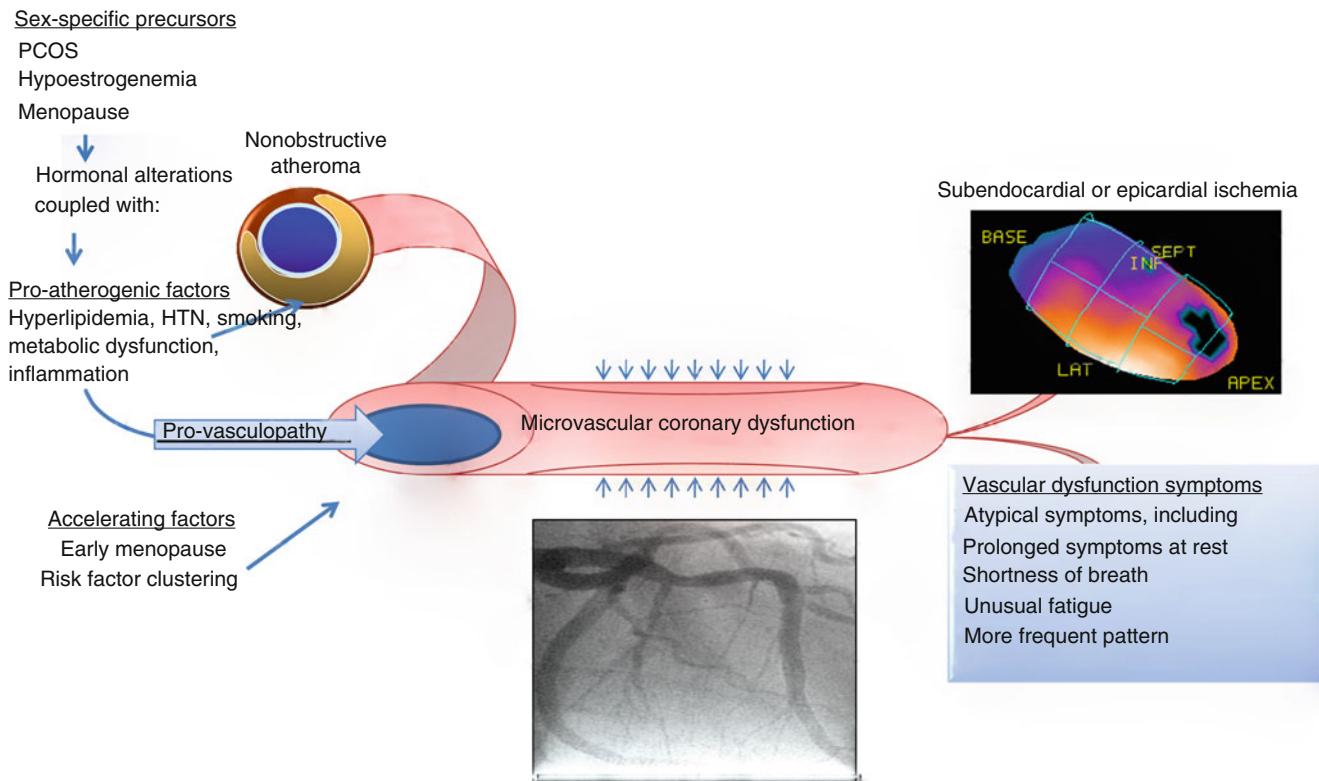 Sex-specific precursors
PCOS
Hypoestrogenemia
Menopause
Hormonal alterations
coupled with:
Pro-atherogenic factors
Hyperlipidemia, HTN, smoking,
metabolic dysfunction,
inflammation
Nonobstructive
atheroma
Pro-vasculopathy
Accelerating factors
Early menopause
Risk factor clustering
Microvascular coronary dysfunction
Subendocardial or epicardial ischemia
BASE
SEPT
INF
LAT
APEX
Vascular dysfunction symptoms
Atypical symptoms, including
Prolonged symptoms at rest
Shortness of breath
Unusual fatigue
More frequent pattern